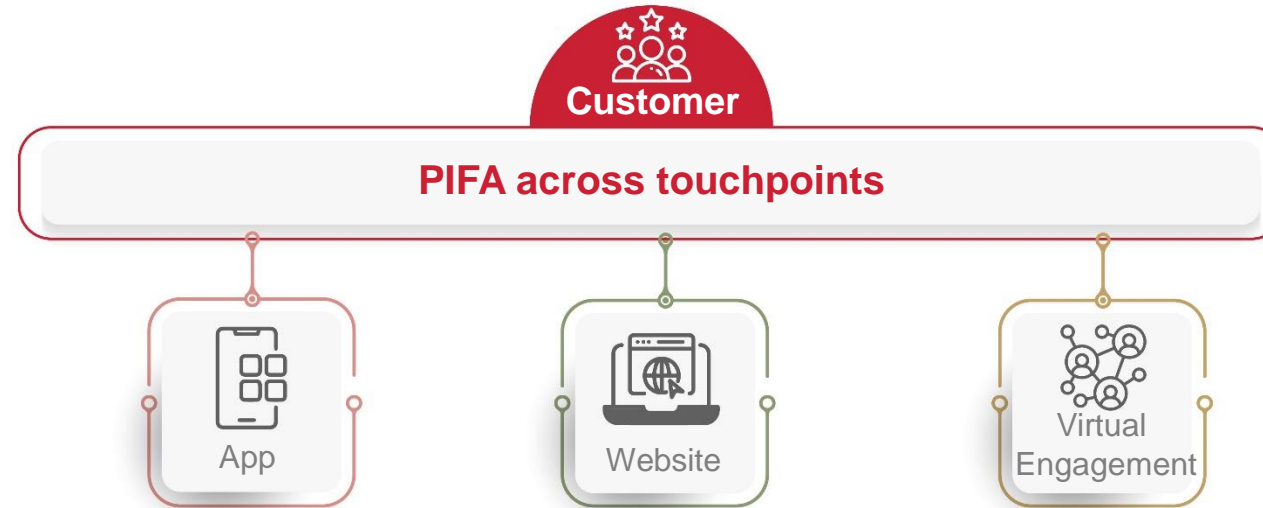 Customer
PIFA across touchpoints
App
Website
Virtual
Engagement